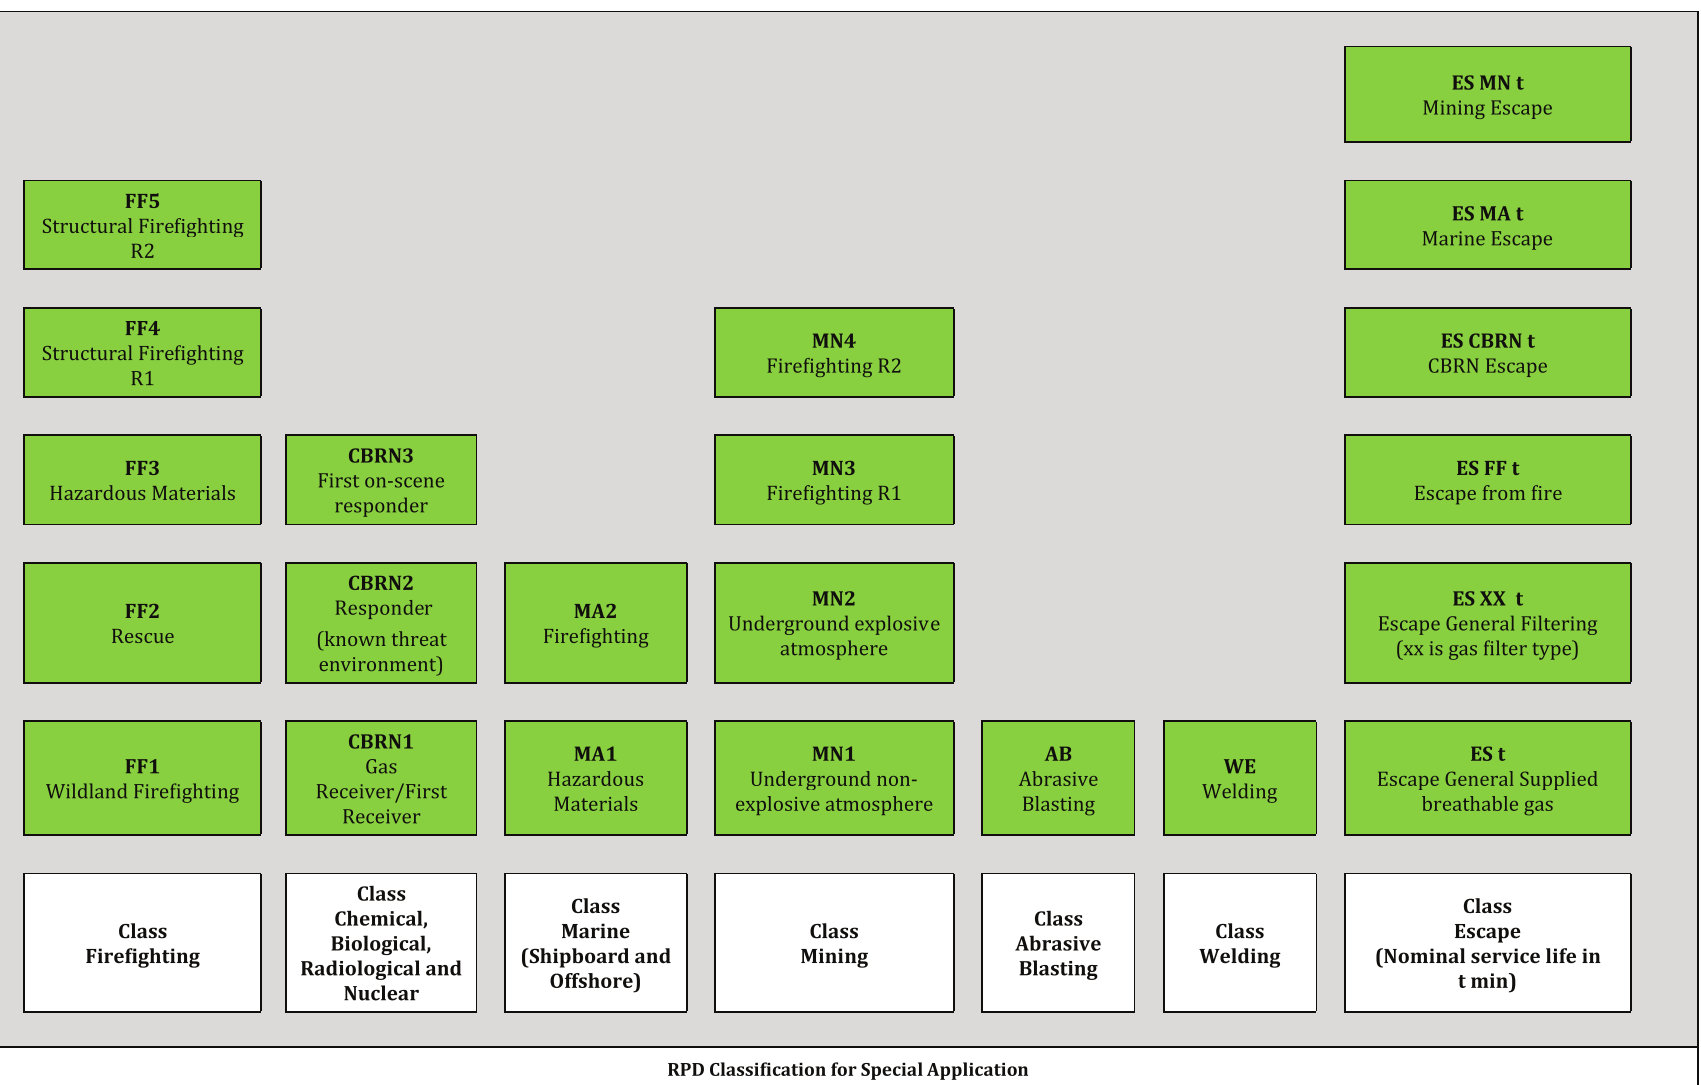 ES MN t
Mining Escape
FF5
Structural Firefighting
R2
ES MA t
Marine Escape
FF4
Structural Firefighting
R1
MN4
Firefighting R2
ES CBRN t
CBRN Escape
FF3
Hazardous Materials
CBRN3
First on-scene
responder
MN3
Firefighting R1
ES FF t
Escape from fire
FF2
Rescue
CBRN2
Responder
(known threat
environment)
MA2
Firefighting
MN2
Underground explosive
atmosphere
ES XX t
Escape General Filtering
(xx is gas filter type)
FF1
Wildland Firefighting
CBRN1
Gas
Receiver/First
Receiver
MA1
Hazardous
Materials
MN1
Underground non-
explosive atmosphere
AB
Abrasive
Blasting
WE
Welding
ES t
Escape General Supplied
breathable gas
Class
Firefighting
Class
Chemical,
Biological,
Radiological and
Nuclear
Class
Marine
(Shipboard and
Offshore)
Class
Mining
Class
Abrasive
Blasting
Class
Welding
Class
Escape
(Nominal service life in
t min)
RPD Classification for Special Application